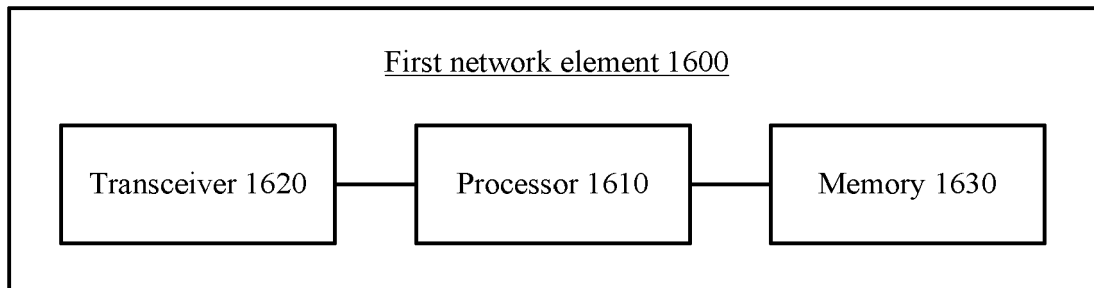 First network element 1600
Transceiver 1620
Processor 1610
Memory 1630